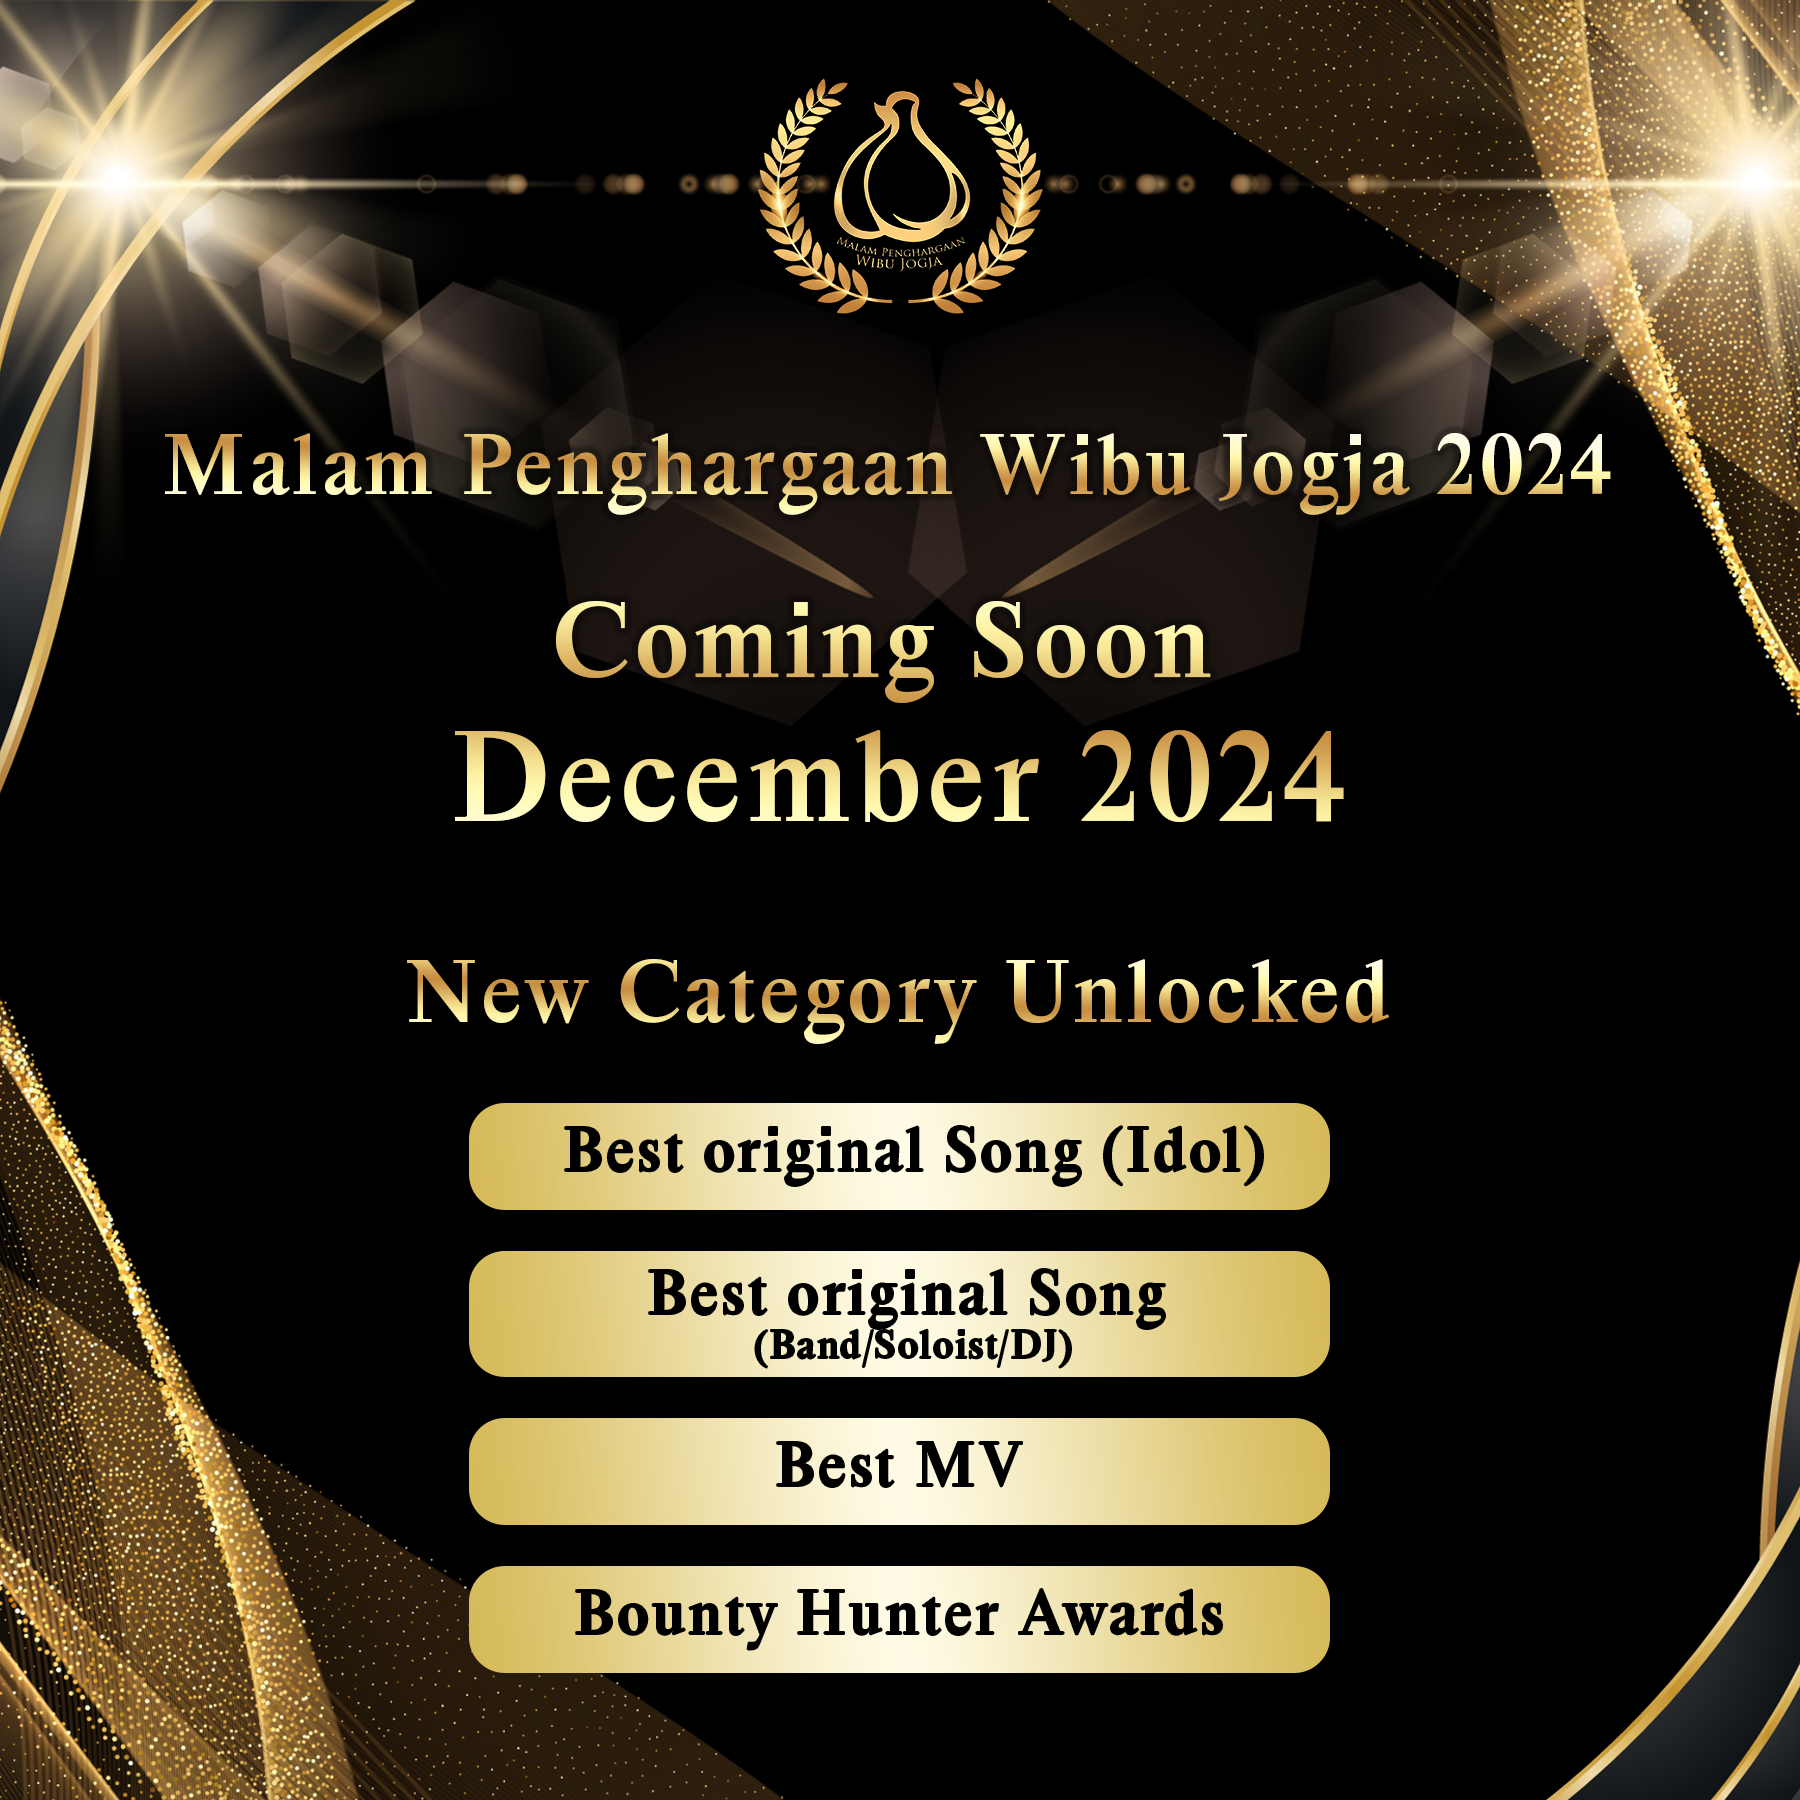 Malam Penghargaan
Wibu Jogja
Malam Penghargaan Wibu Jogja 2024
Coming Soon
December 2024
New Category Unlocked
Best original Song (Idol)
Best original Song
(Band/Soloist/DJ)
Best MV
Bounty Hunter Awards